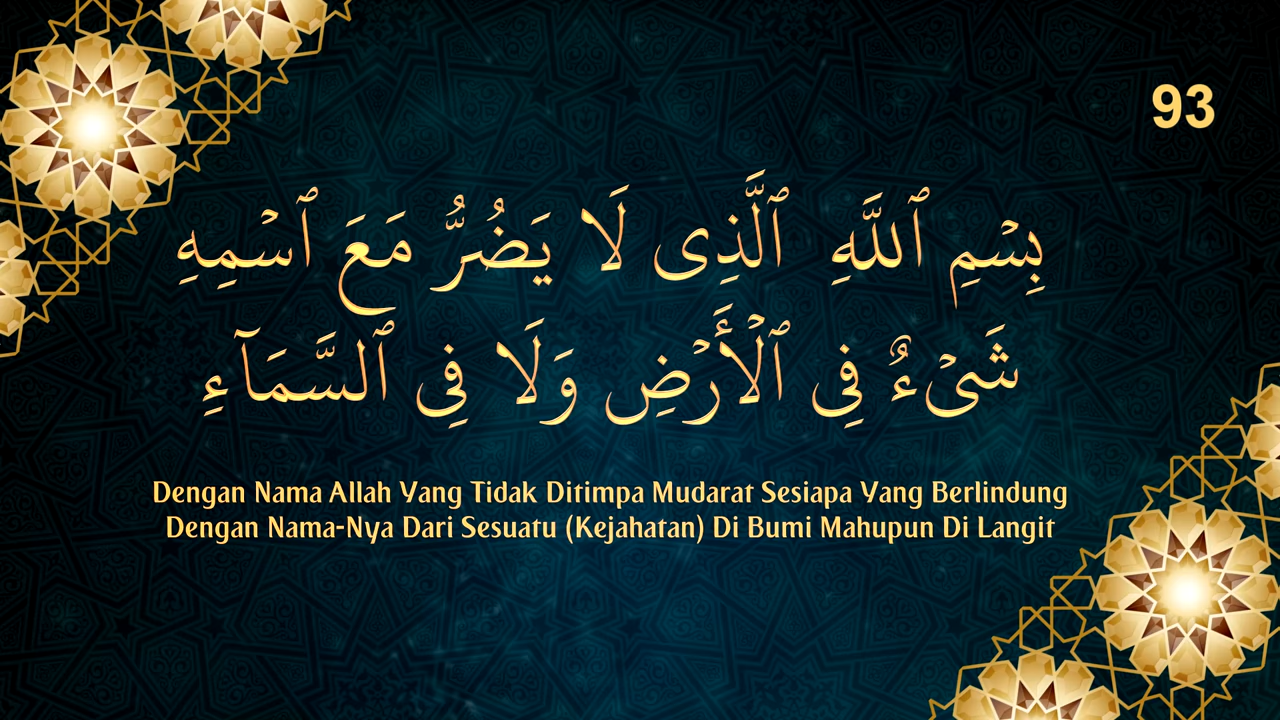 93
بِسۡمِ ٱللَّهِ ٱلَّذِى لَا يَضُرُّ مَعَ ٱسۡمِهِ
شَىۡءٌ فِى ٱلۡأَرۡضِ وَلَا فِى ٱلسَّمَآءِ
Dengan Nama Allah Yang Tidak Ditimpa Mudarat Sesiapa Yang Berlindung
Dengan Nama-Nya Dari Sesuatu (Kejahatan) Di Bumi Mahupun Di Langit